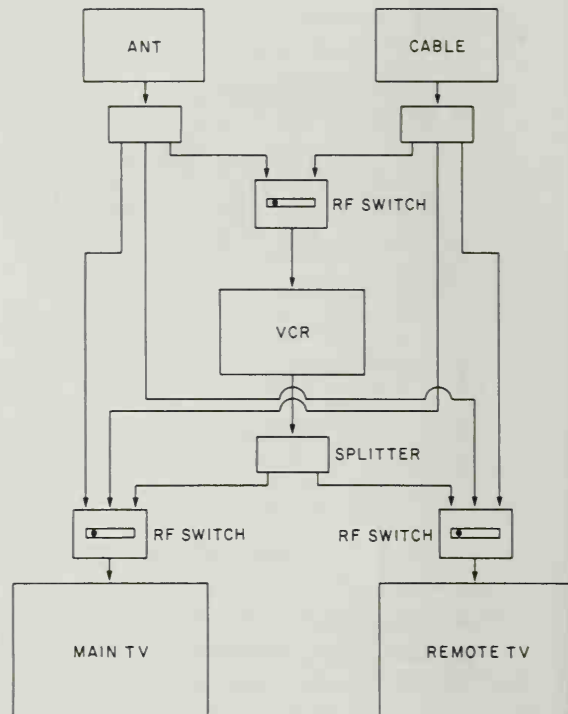 ANT
CABLE
RF SWITCH
VCR
SPLITTER
RF SWITCH
RF SWITCH
MAIN TV
REMOTE TV